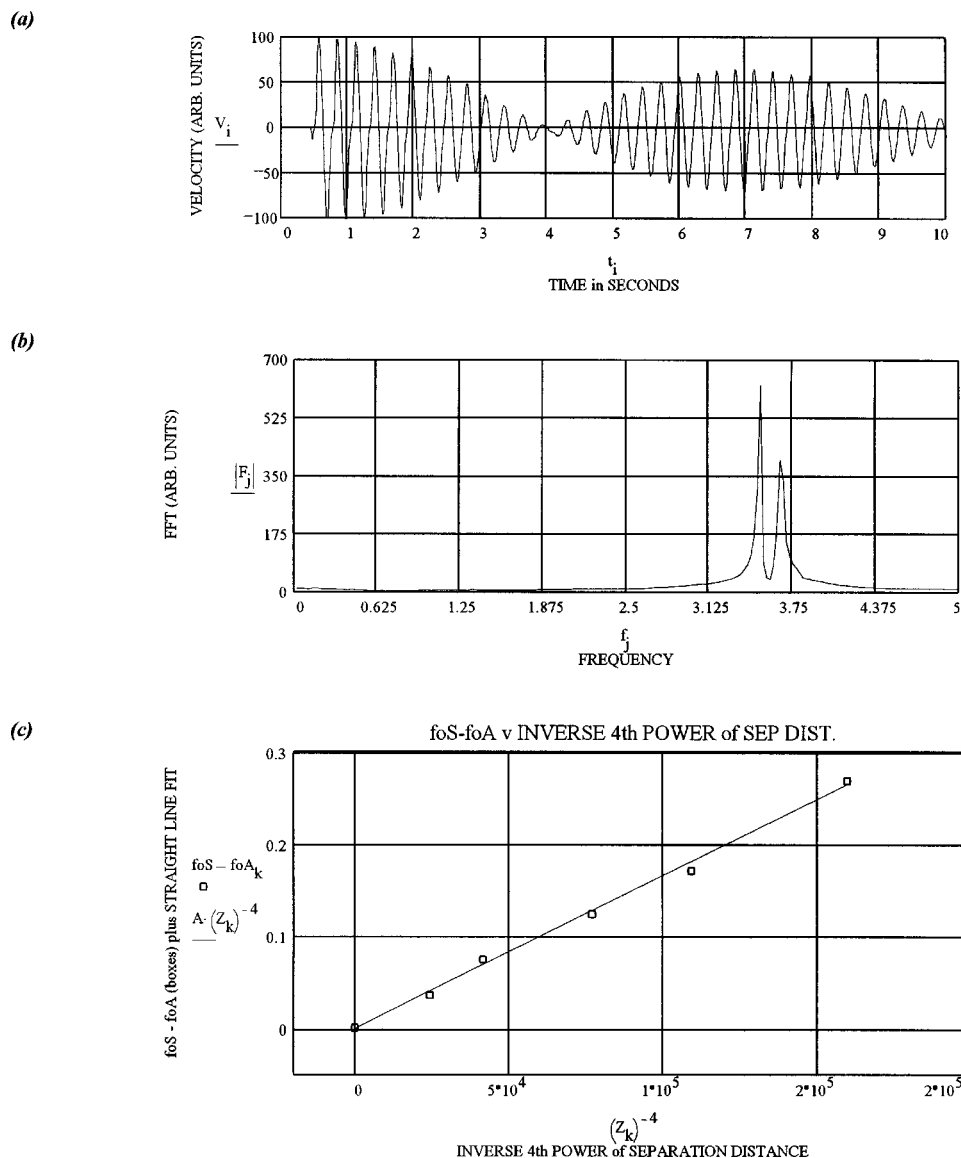 (a)
VELOCITY (ARB. UNITS)
V_i
100
50
0
−50
−100
0 1 2 3 4 5 6 7 8 9 10
t_i
TIME in SECONDS
(b)
FFT (ARB. UNITS)
|F_j|
700
525
350
175
0
0 0.625 1.25 1.875 2.5 3.125 3.75 4.375 5
f_j
FREQUENCY
(c)
foS-foA v INVERSE 4th POWER of SEP DIST.
foS - foA (boxes) plus STRAIGHT LINE FIT
foS – foA_k
A·(Z_k)^-4
0.3
0.2
0.1
0
0 5*10^4 1*10^5 2*10^5 2*10^5
(Z_k)^-4
INVERSE 4th POWER of SEPARATION DISTANCE